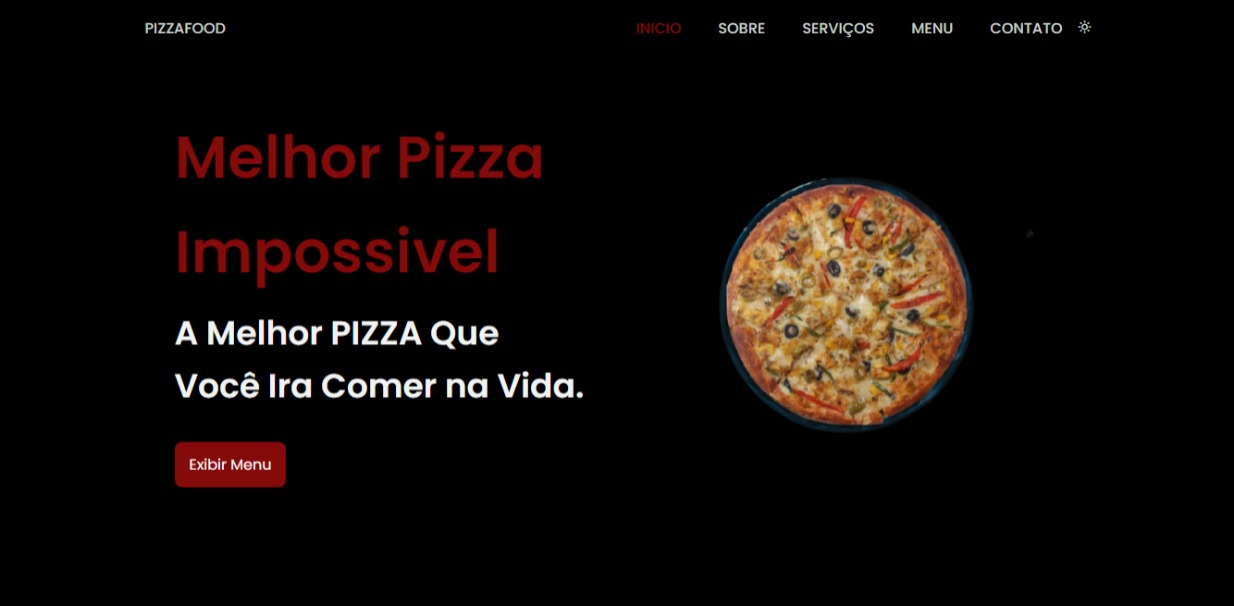 PIZZAFOOD
INICIO SOBRE SERVIÇOS MENU CONTATO
Melhor Pizza
Impossivel
A Melhor PIZZA Que
Você Ira Comer na Vida.
Exibir Menu